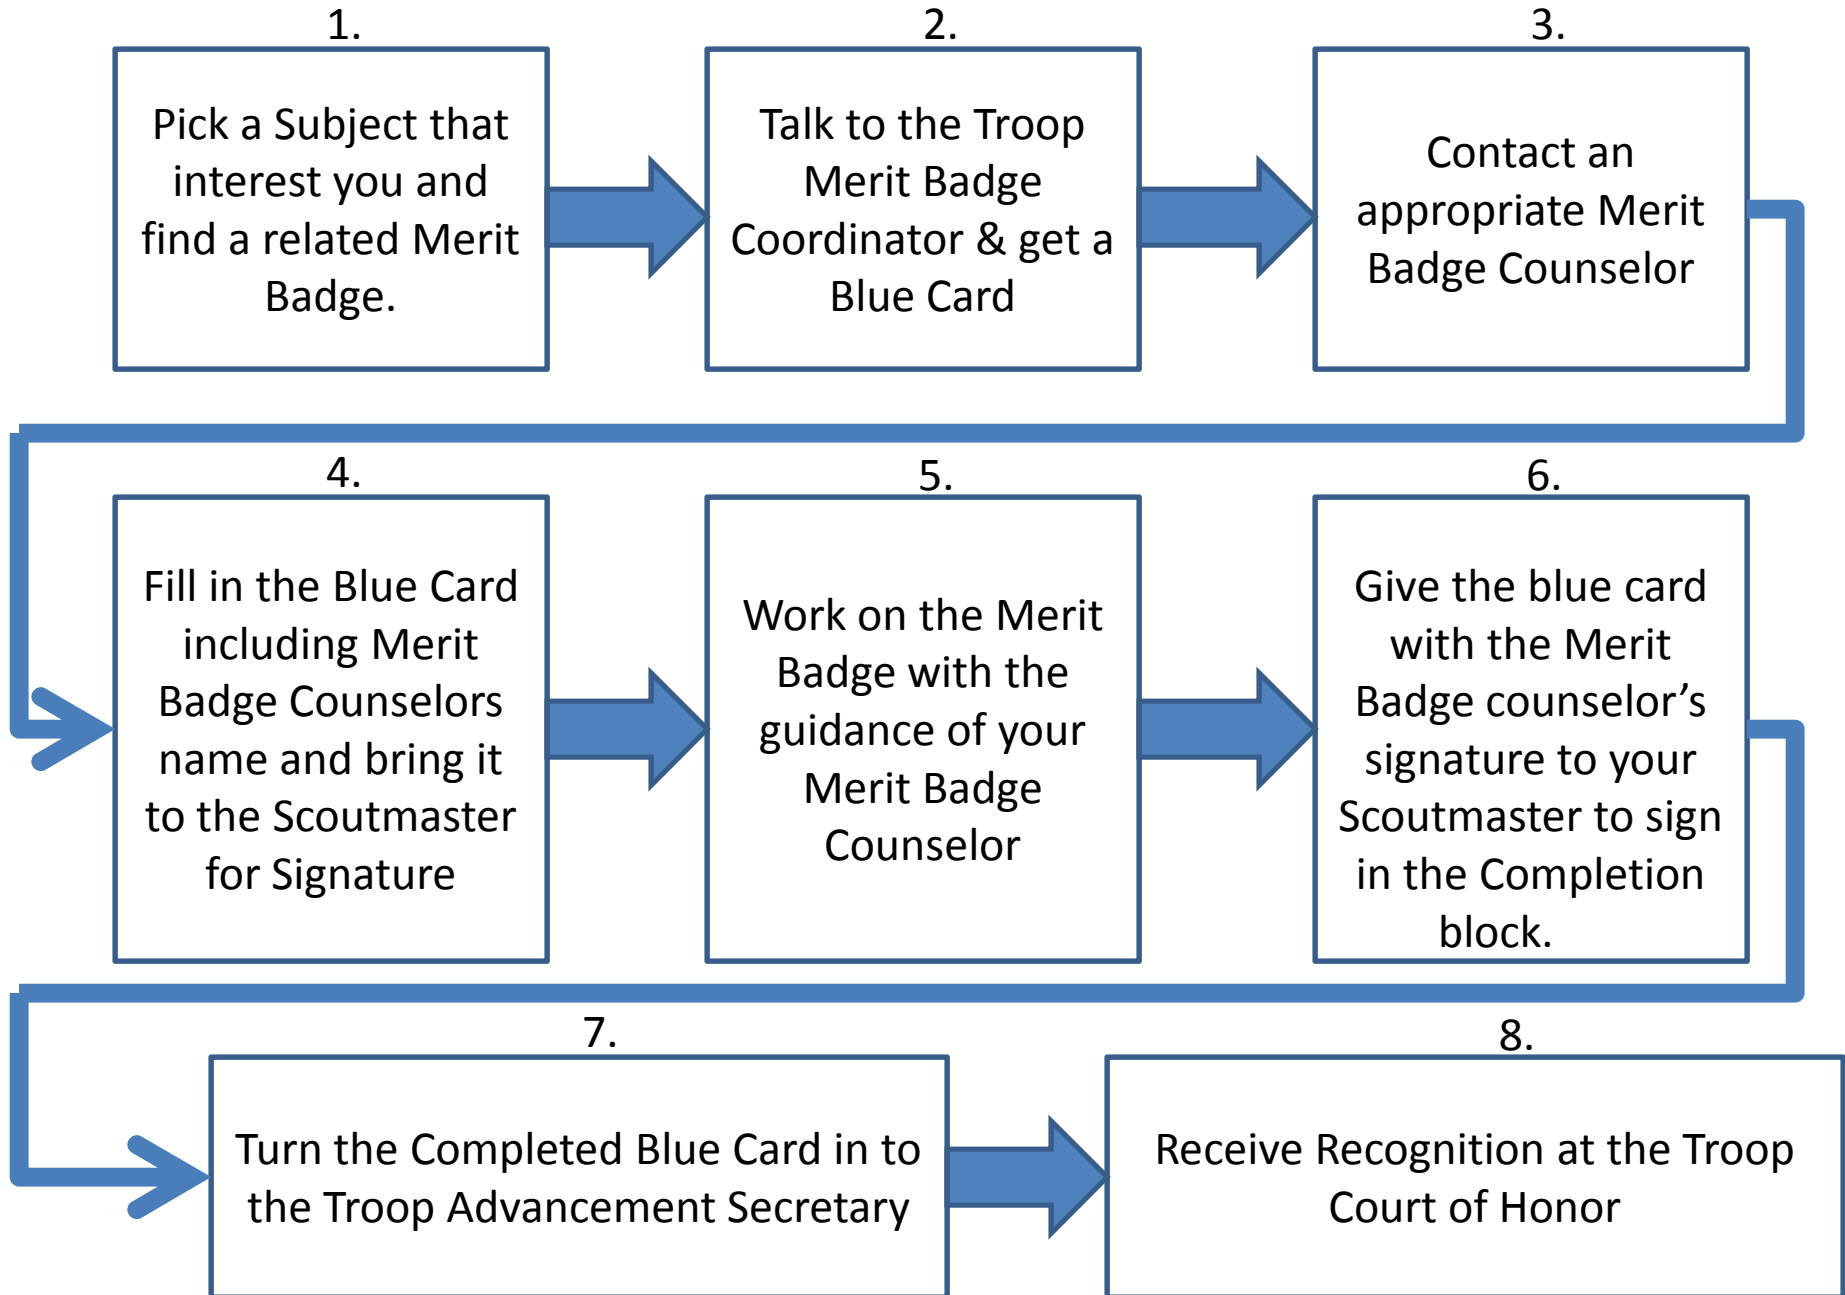 1.
Pick a Subject that
interest you and
find a related Merit
Badge.
2.
Talk to the Troop
Merit Badge
Coordinator & get a
Blue Card
3.
Contact an
appropriate Merit
Badge Counselor
4.
Fill in the Blue Card
including Merit
Badge Counselors
name and bring it
to the Scoutmaster
for Signature
5.
Work on the Merit
Badge with the
guidance of your
Merit Badge
Counselor
6.
Give the blue card
with the Merit
Badge counselor’s
signature to your
Scoutmaster to sign
in the Completion
block.
7.
Turn the Completed Blue Card in to
the Troop Advancement Secretary
8.
Receive Recognition at the Troop
Court of Honor